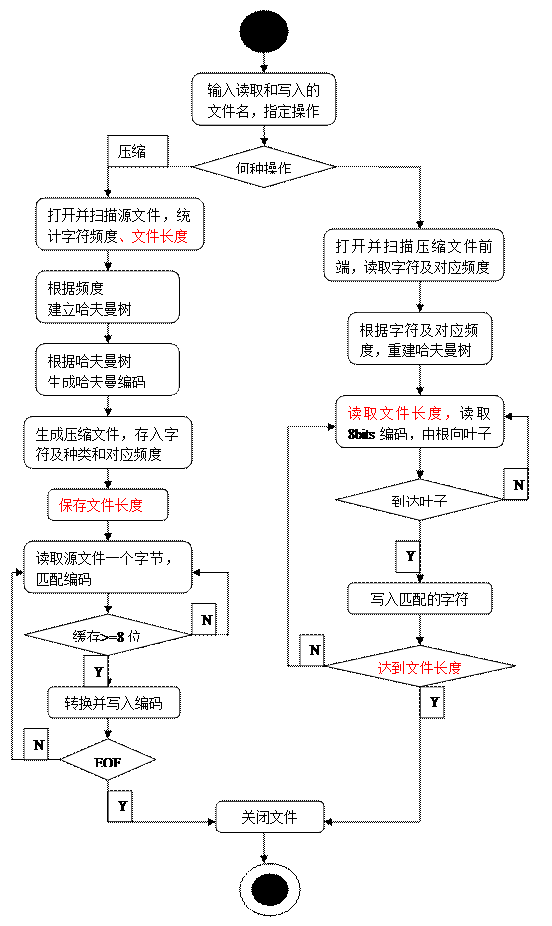 输入读取和写入的
文件名，指定操作
压缩
何种操作
打开并扫描源文件，统
计字符频度、文件长度
根据频度
建立哈夫曼树
根据哈夫曼树
生成哈夫曼编码
生成压缩文件，存入字
符及种类和对应频度
保存文件长度
读取源文件一个字节，
匹配编码
N
缓存>=8 位
Y
转换并写入编码
N
EOF
Y
打开并扫描压缩文件前
端，读取字符及对应频度
根据字符及对应频
度，重建哈夫曼树
读取文件长度，读取
8bits 编码，由根向叶子
N
到达叶子
Y
写入匹配的字符
N
达到文件长度
Y
关闭文件